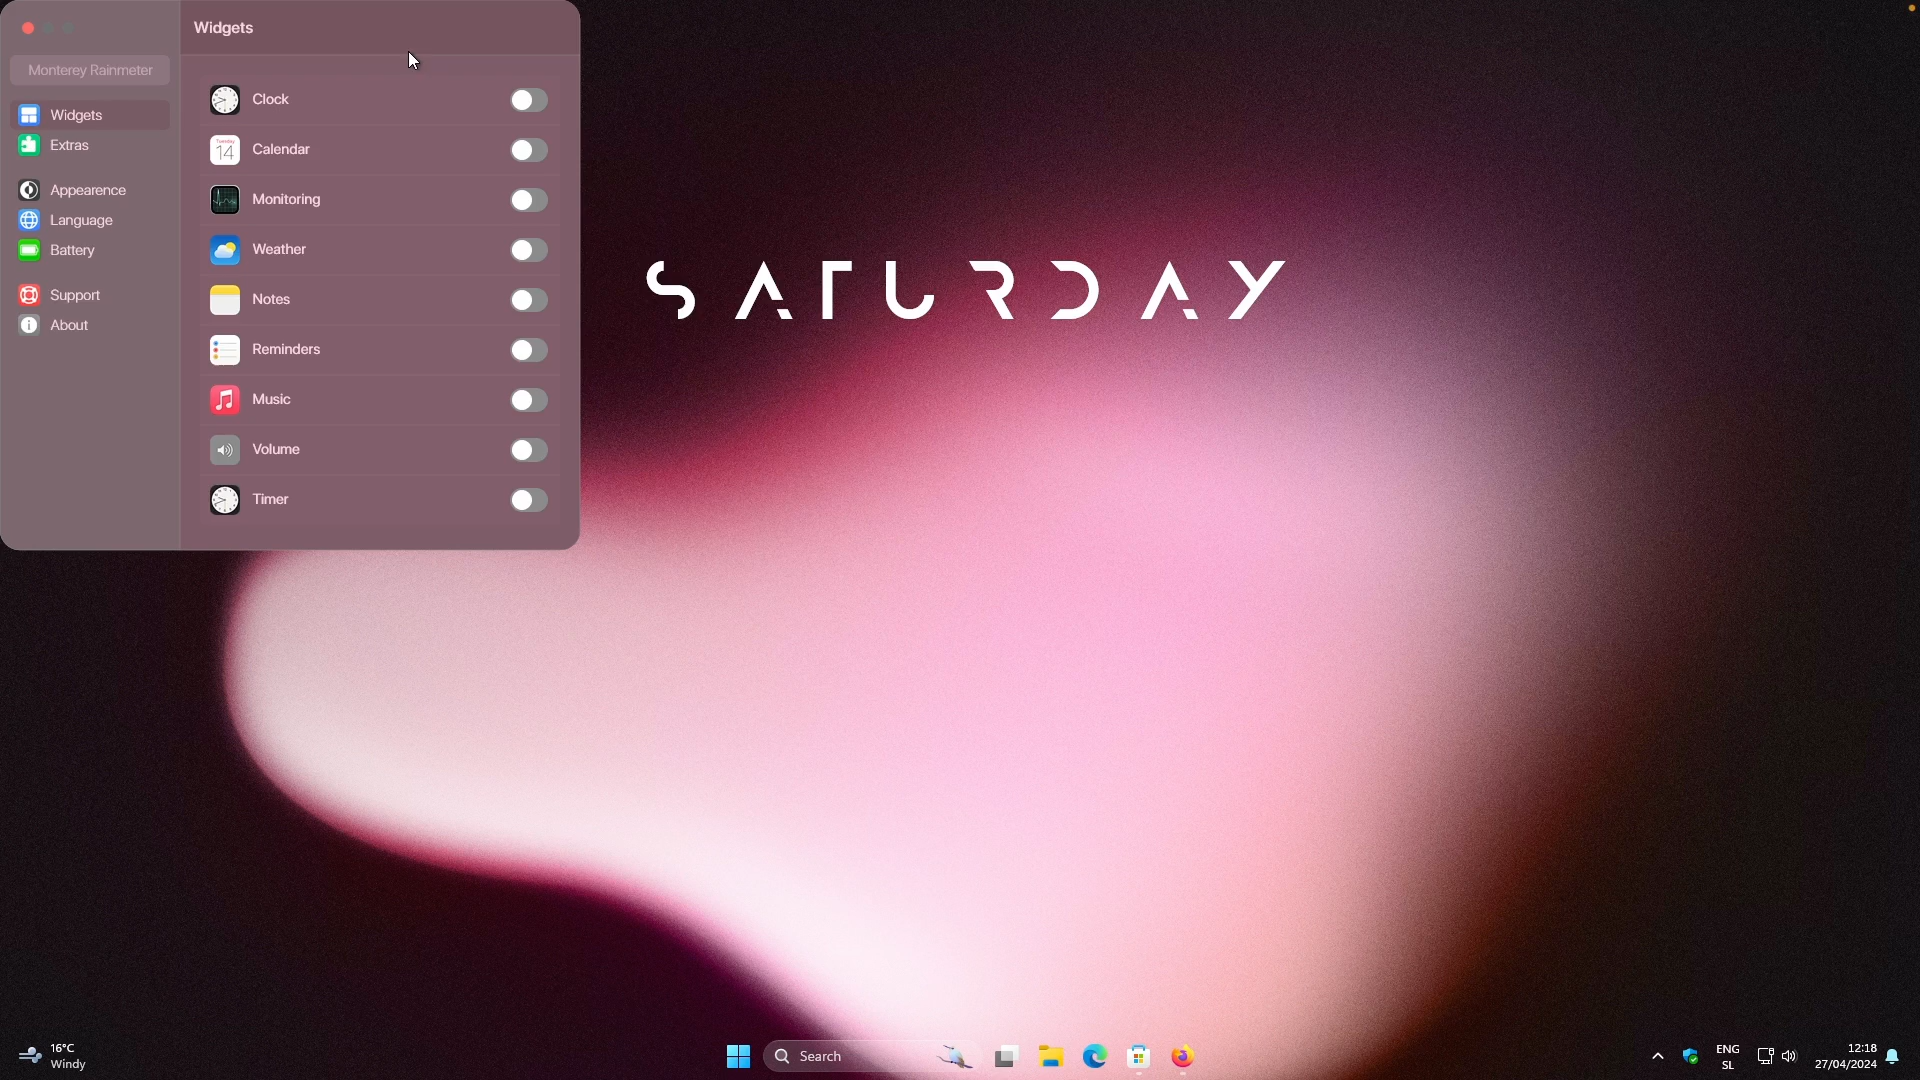 Widgets
Monterey Rainmeter
Widgets
Extras
Appearence
Language
Battery
Support
About
Clock
Tuesday
14
Calendar
Monitoring
Weather
Notes
Reminders
Music
Volume
Timer
SATURDAY
16°C
Windy
Search
ENG
SL
12:18
27/04/2024